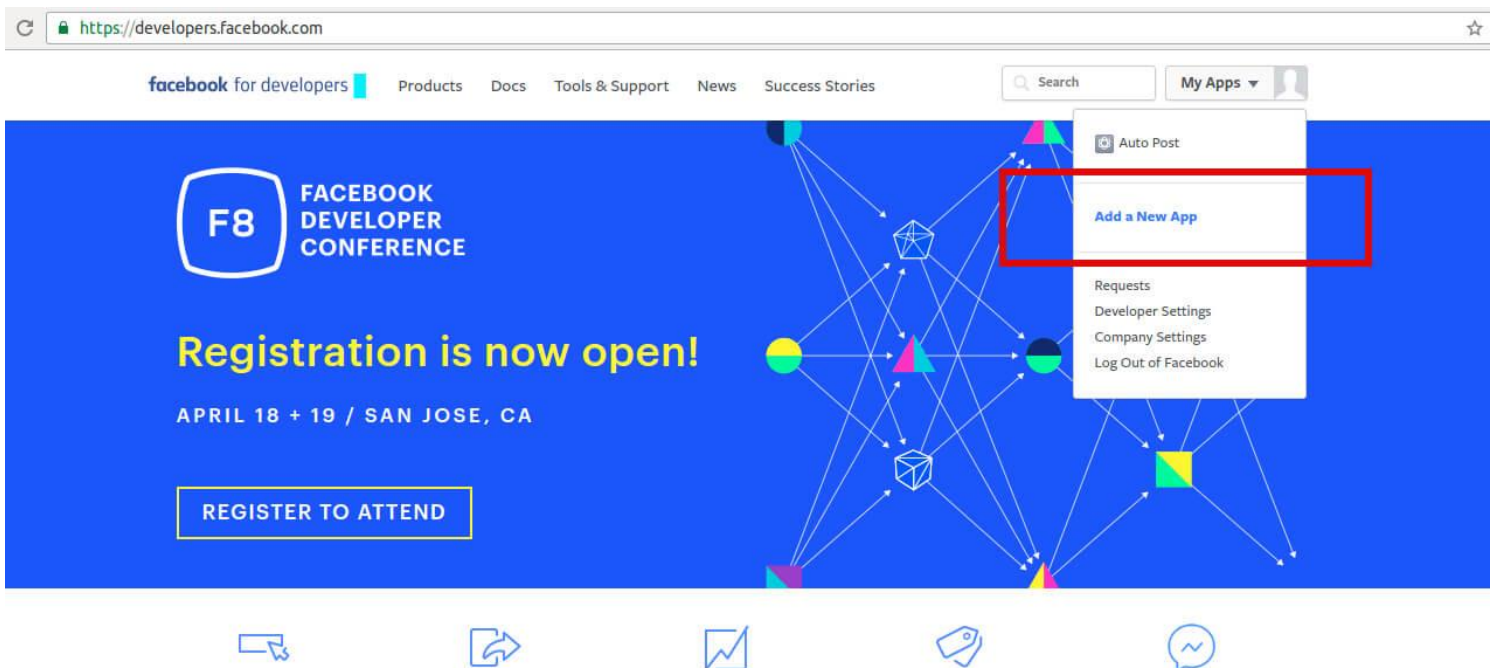 https://developers.facebook.com
facebook for developers Products Docs Tools & Support News Success Stories Search My Apps
Auto Post
Add a New App
Requests
Developer Settings
Company Settings
Log Out of Facebook
F8
FACEBOOK
DEVELOPER
CONFERENCE
Registration is now open!
APRIL 18 + 19 / SAN JOSE, CA
REGISTER TO ATTEND